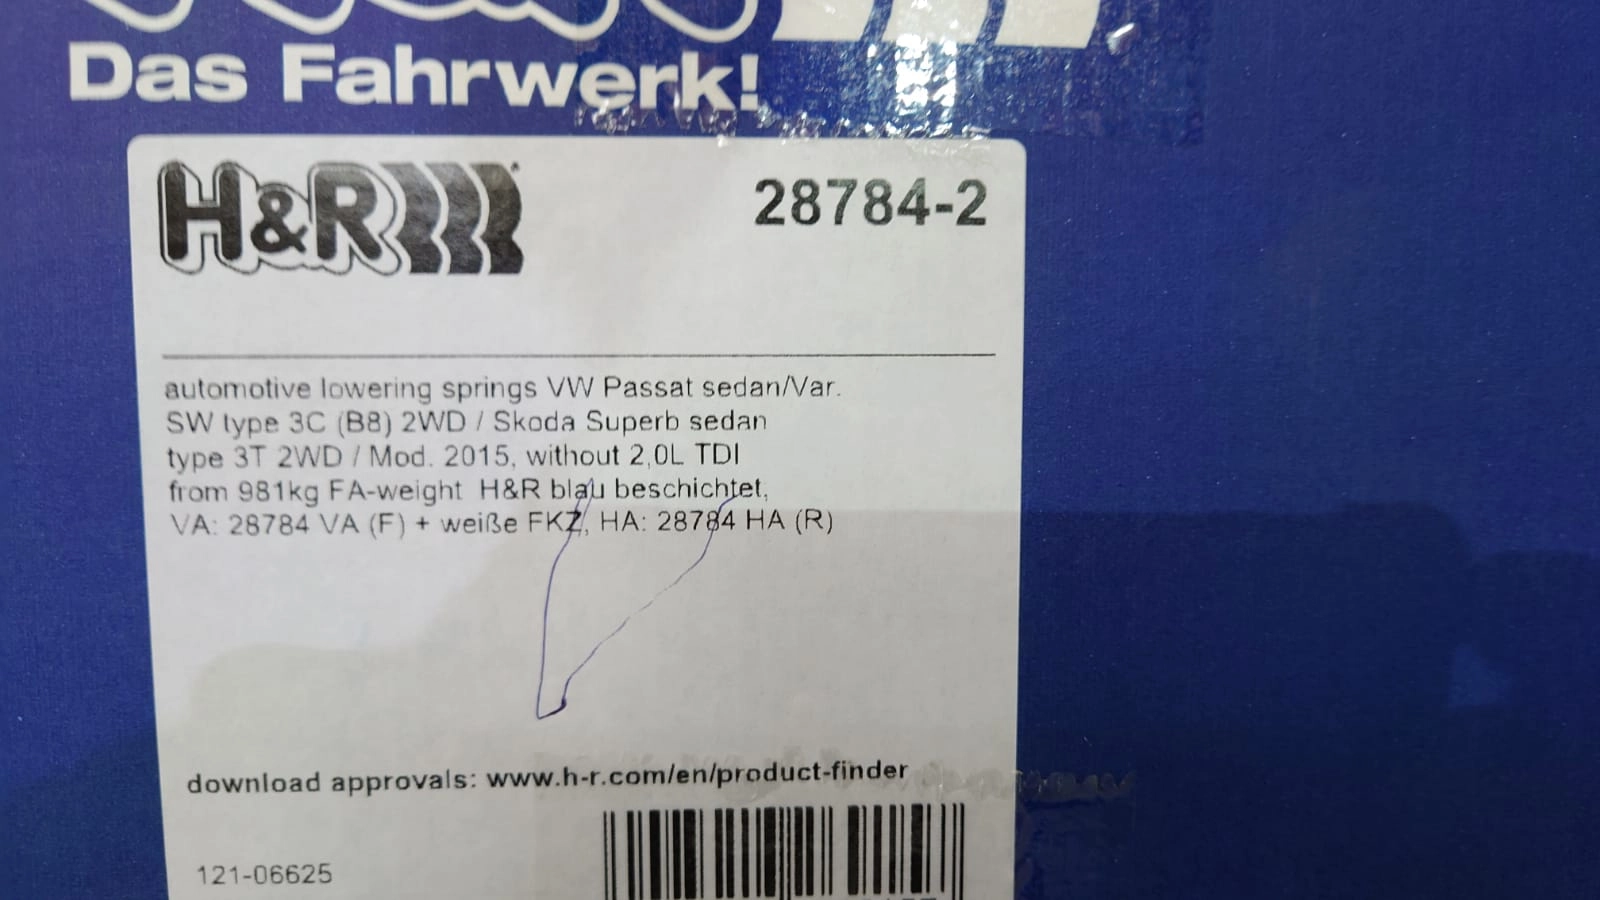 Das Fahrwerk!
H&R
28784-2
automotive lowering springs VW Passat sedan/Var.
SW type 3C (B8) 2WD / Skoda Superb sedan
type 3T 2WD / Mod. 2015, without 2,0L TDI
from 981kg FA-weight H&R blau beschichtet,
VA: 28784 VA (F) + weiße FKZ, HA: 28784 HA (R)
download approvals: www.h-r.com/en/product-finder
121-06625